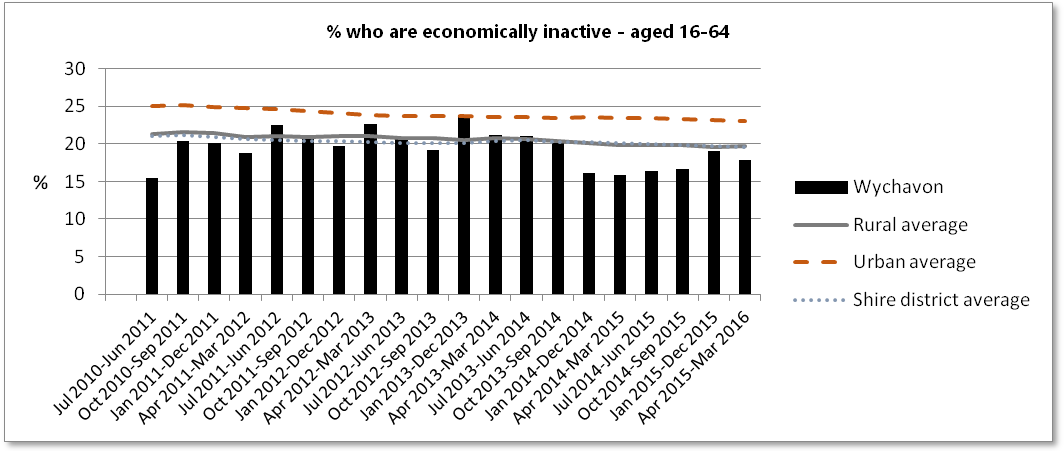 % who are economically inactive - aged 16-64
30
25
20
15
10
5
0
%
Jul 2010-Jun 2011
Oct 2010-Sep 2011
Jan 2011-Dec 2011
Apr 2011-Mar 2012
Jul 2011-Jun 2012
Oct 2011-Sep 2012
Jan 2012-Dec 2012
Apr 2012-Mar 2013
Jul 2012-Jun 2013
Oct 2012-Sep 2013
Jan 2013-Dec 2013
Apr 2013-Mar 2014
Jul 2013-Jun 2014
Oct 2013-Sep 2014
Jan 2014-Dec 2014
Apr 2014-Mar 2015
Jul 2014-Jun 2015
Oct 2014-Sep 2015
Jan 2015-Dec 2015
Apr 2015-Mar 2016
Wychavon
Rural average
Urban average
Shire district average